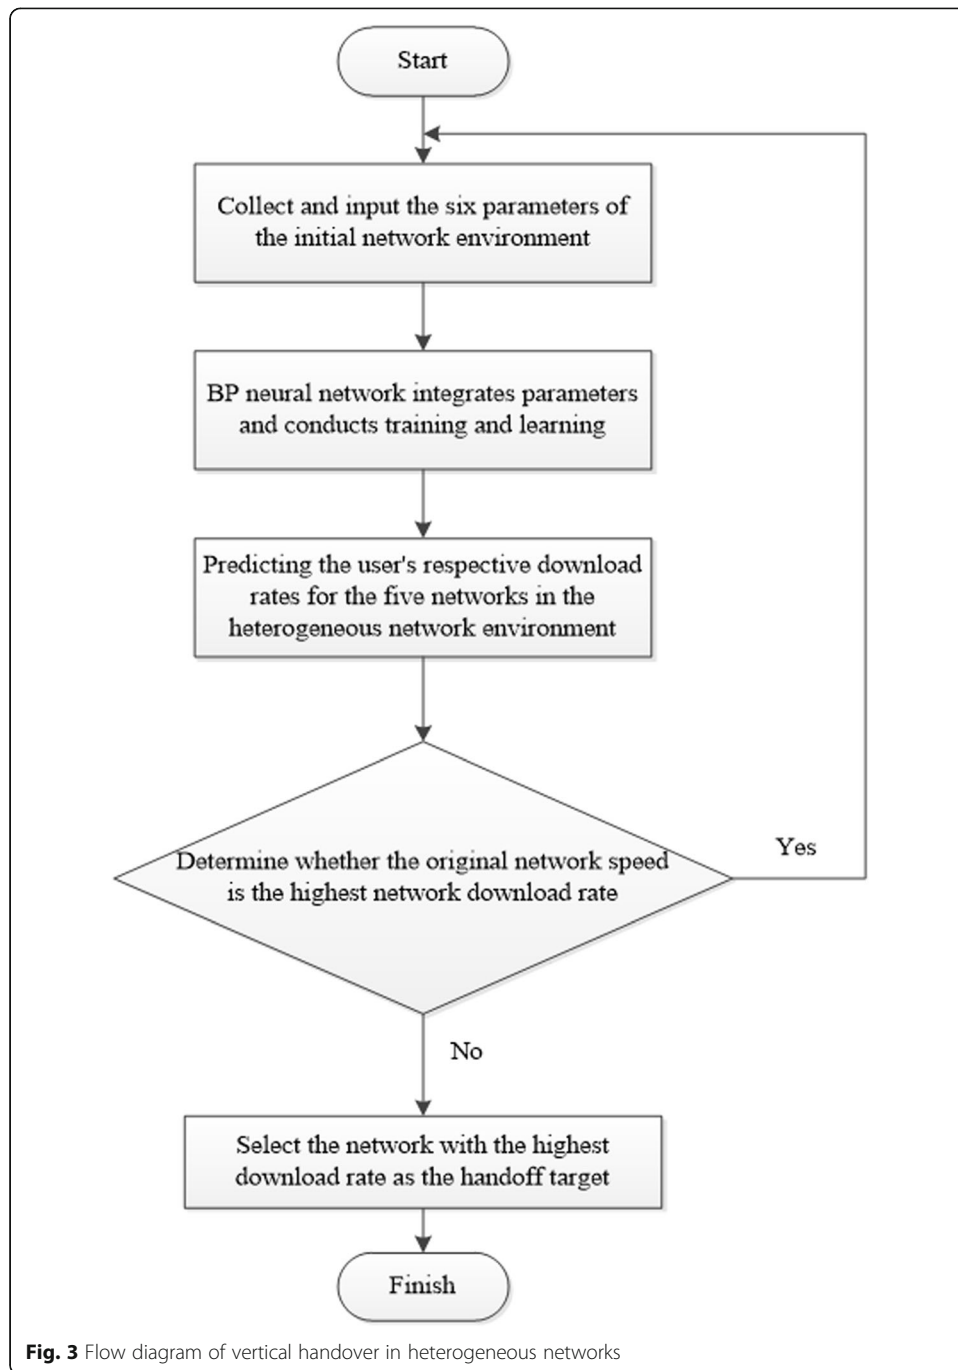 Start
Collect and input the six parameters of
the initial network environment
BP neural network integrates parameters
and conducts training and learning
Predicting the user's respective download
rates for the five networks in the
heterogeneous network environment
Determine whether the original network speed
is the highest network download rate
Yes
No
Select the network with the highest
download rate as the handoff target
Finish
Fig. 3 Flow diagram of vertical handover in heterogeneous networks